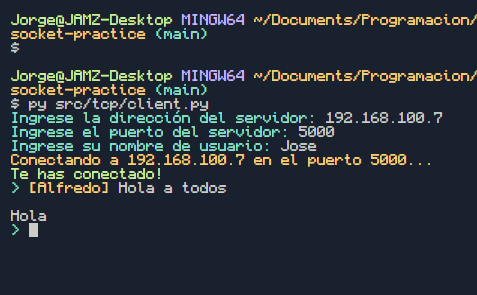 Jorge@JAMZ-Desktop MINGW64 ~/Documents/Programacion/
socket-practice (main)
$
Jorge@JAMZ-Desktop MINGW64 ~/Documents/Programacion/
socket-practice (main)
$ py src/tcp/client.py
Ingrese la dirección del servidor: 192.168.100.7
Ingrese el puerto del servidor: 5000
Ingrese su nombre de usuario: Jose
Conectando a 192.168.100.7 en el puerto 5000...
Te has conectado!
> [Alfredo] Hola a todos
Hola
>